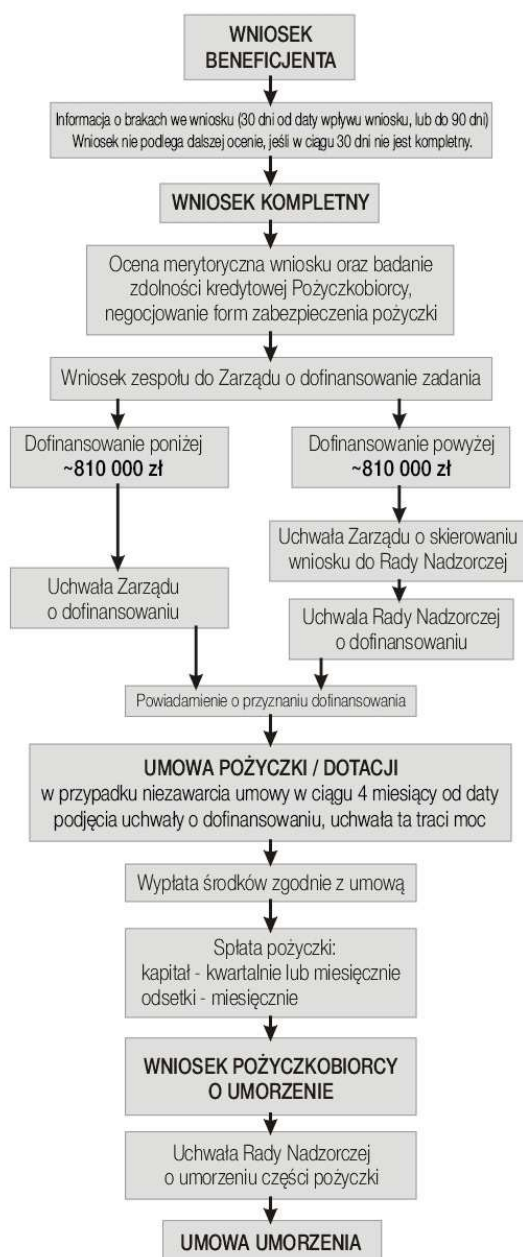 WNIOSEK
BENEFICJENTA
Informacja o brakach we wniosku (30 dni od daty wpływu wniosku, lub do 90 dni)
Wniosek nie podlega dalszej ocenie, jeśli w ciągu 30 dni nie jest kompletny.
WNIOSEK KOMPLETNY
Ocena merytoryczna wniosku oraz badanie
zdolności kredytowej Pożyczkobiorcy,
negocjowanie form zabezpieczenia pożyczki
Wniosek zespołu do Zarządu o dofinansowanie zadania
Dofinansowanie poniżej
~810 000 zł
Dofinansowanie powyżej
~810 000 zł
Uchwała Zarządu o skierowaniu
wniosku do Rady Nadzorczej
Uchwała Zarządu
o dofinansowaniu
Uchwala Rady Nadzorczej
o dofinansowaniu
Powiadamienie o przyznaniu dofinansowania
UMOWA POŻYCZKI / DOTACJI
w przypadku niezawarcia umowy w ciągu 4 miesięcy od daty
podjęcia uchwały o dofinansowaniu, uchwała ta traci moc
Wypłata środków zgodnie z umową
Spłata pożyczki:
kapitał - kwartalnie lub miesięcznie
odsetki - miesięcznie
WNIOSEK POŻYCZKOBIORCY
O UMORZENIE
Uchwała Rady Nadzorczej
o umorzeniu części pożyczki
UMOWA UMORZENIA